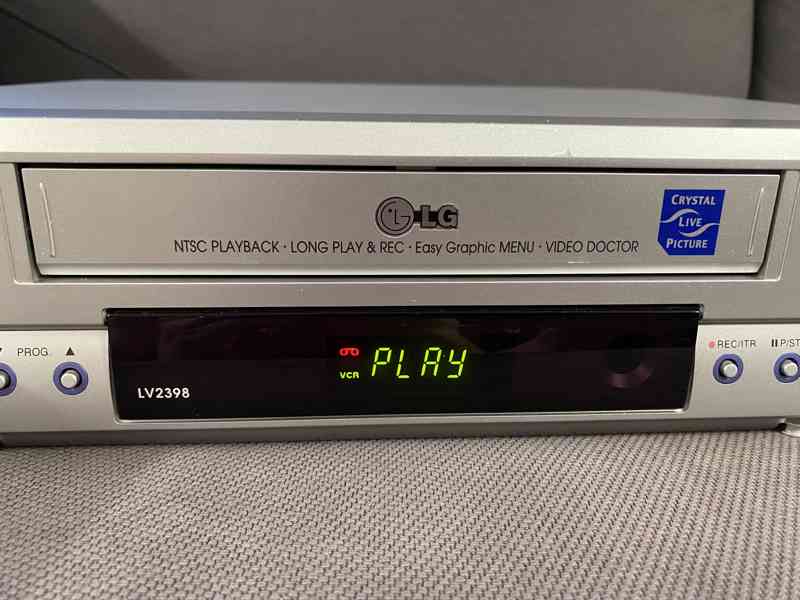 LG
NTSC PLAYBACK · LONG PLAY & REC · Easy Graphic MENU · VIDEO DOCTOR
CRYSTAL
LIVE
PICTURE
PROG.
VCR
PLAY
LV2398
REC/ITR
P/ST